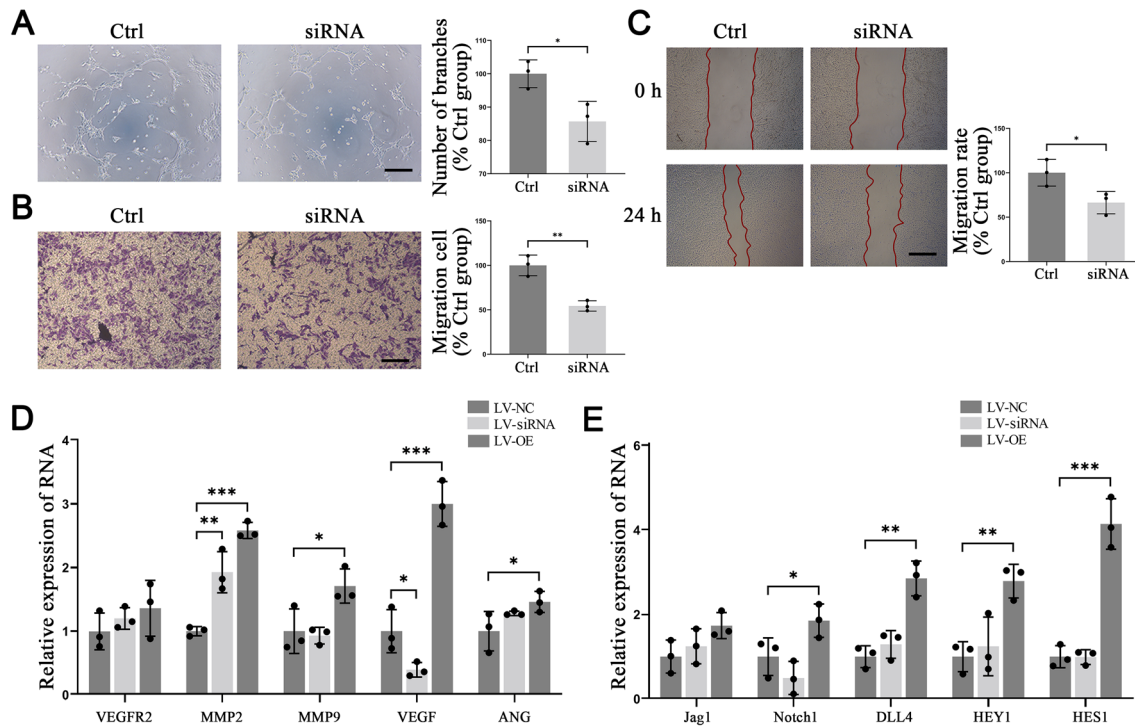 A
Ctrl
siRNA
Number of branches
(% Ctrl group)
110
100
90
80
70
*
Ctrl
siRNA
B
Ctrl
siRNA
Migration cell
(% Ctrl group)
150
100
50
0
**
Ctrl
siRNA
C
Ctrl
siRNA
0 h
24 h
Migration rate
(% Ctrl group)
150
100
50
0
*
Ctrl
siRNA
D
LV-NC
LV-siRNA
LV-OE
Relative expression of RNA
4
3
2
1
0
**
***
*
*
***
*
VEGFR2
MMP2
MMP9
VEGF
ANG
E
LV-NC
LV-siRNA
LV-OE
Relative expression of RNA
6
4
2
0
*
**
**
***
Jag1
Notch1
DLL4
HEY1
HES1